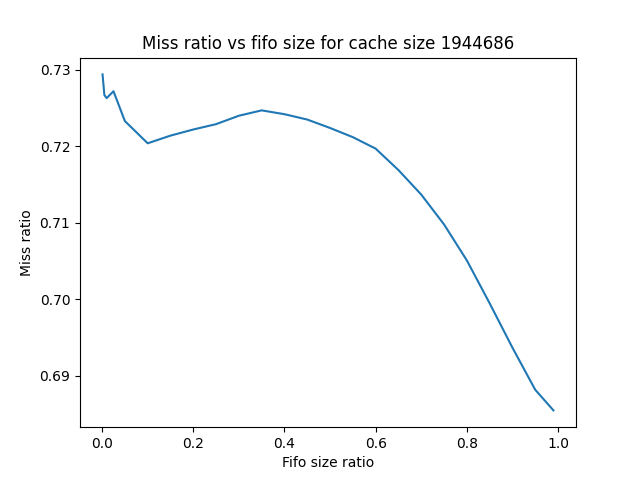 Miss ratio vs fifo size for cache size 1944686
0.73
0.72
0.71
0.70
0.69
Miss ratio
0.0 0.2 0.4 0.6 0.8 1.0
Fifo size ratio